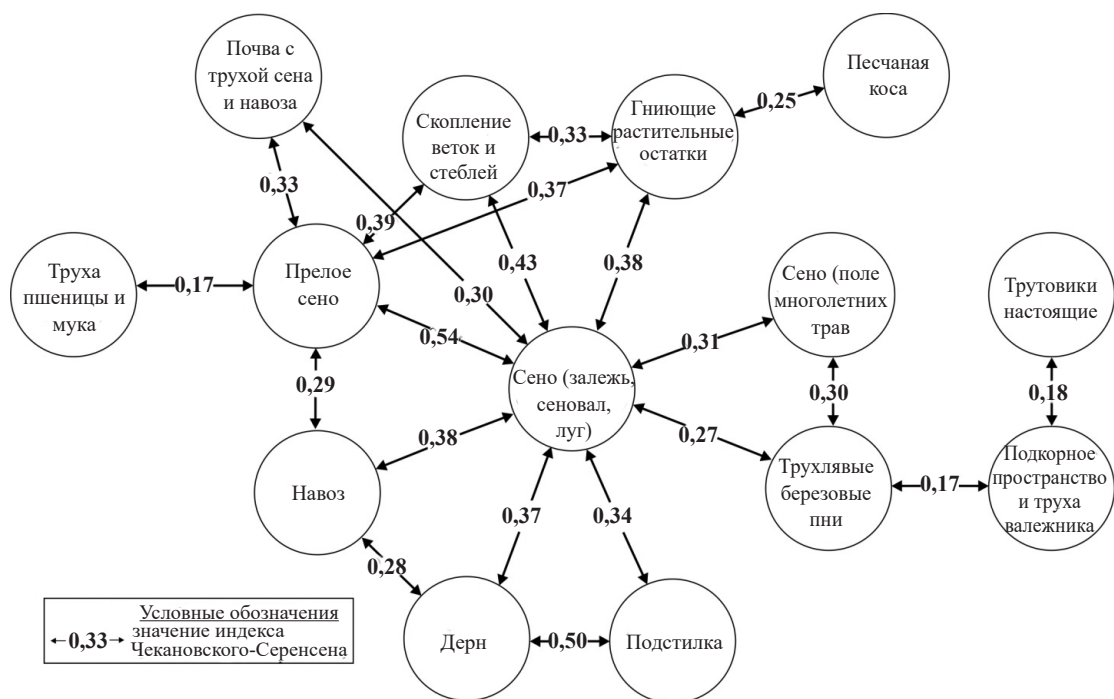 Почва с
трухой сена
и навоза
Скопление
веток и
стеблей
0,33
Гниющие
растительные
остатки
0,25
Песчаная
коса
0,33
0,39
0,37
0,43
0,38
0,30
Труха
пшеницы и
мука
0,17
Прелое
сено
0,54
Сено (поле
многолетних
трав
Трутовики
настоящие
0,31
0,29
Сено (залежь,
сеновал,
луг)
0,30
0,18
0,38
0,27
Навоз
Трухлявые
березовые
пни
0,17
Подкорное
пространство
и труха
валежника
0,37
0,34
0,28
Дерн
0,50
Подстилка
Условные обозначения
0,33 значение индекса
Чекановского-Серенсена